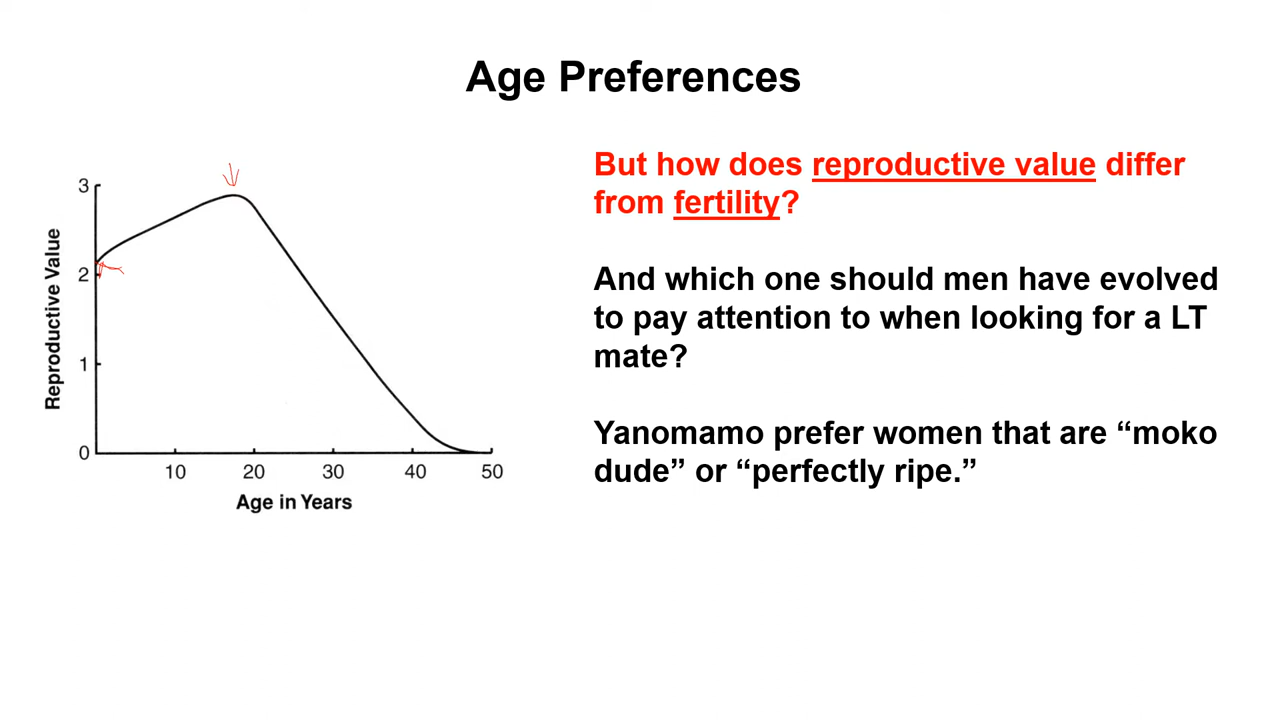 Age Preferences
But how does reproductive value differ
from fertility?
And which one should men have evolved
to pay attention to when looking for a LT
mate?
Yanomamo prefer women that are “moko
dude” or “perfectly ripe.”
Reproductive Value
3
2
1
0
10 20 30 40 50
Age in Years